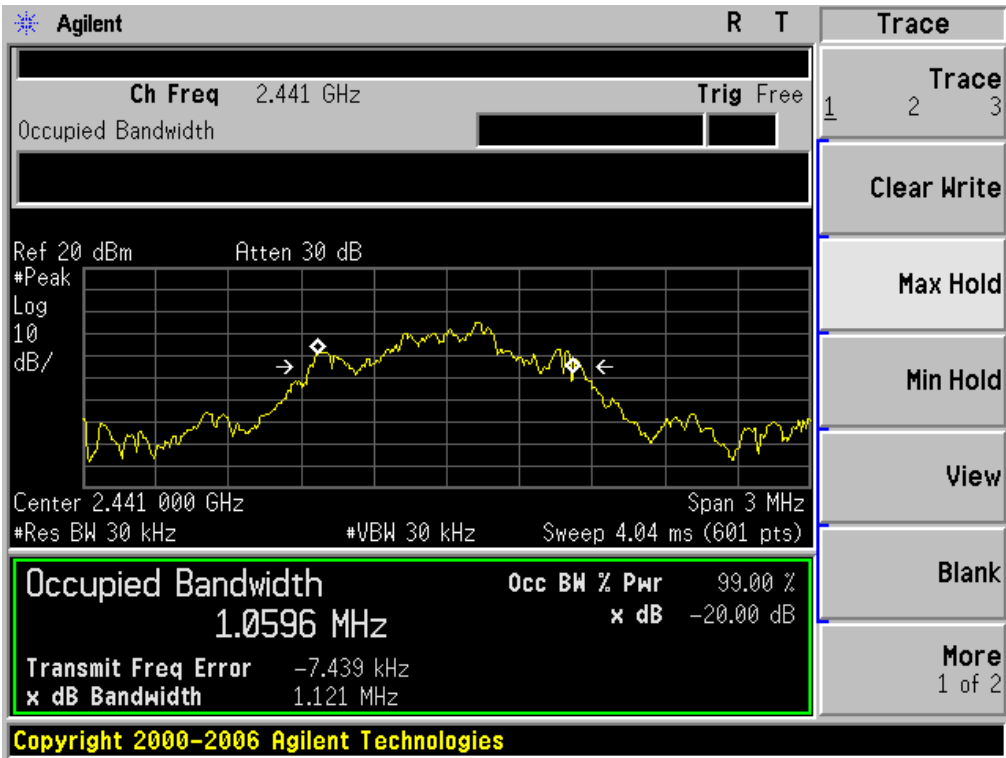 Agilent R T
Ch Freq 2.441 GHz Trig Free
Occupied Bandwidth
Ref 20 dBm Atten 30 dB
#Peak
Log
10
dB/
Center 2.441 000 GHz Span 3 MHz
#Res BW 30 kHz #VBW 30 kHz Sweep 4.04 ms (601 pts)
Occupied Bandwidth
1.0596 MHz
Occ BW % Pwr 99.00 %
x dB -20.00 dB
Transmit Freq Error -7.439 kHz
x dB Bandwidth 1.121 MHz
Copyright 2000-2006 Agilent Technologies
Trace
Trace
1 2 3
Clear Write
Max Hold
Min Hold
View
Blank
More
1 of 2